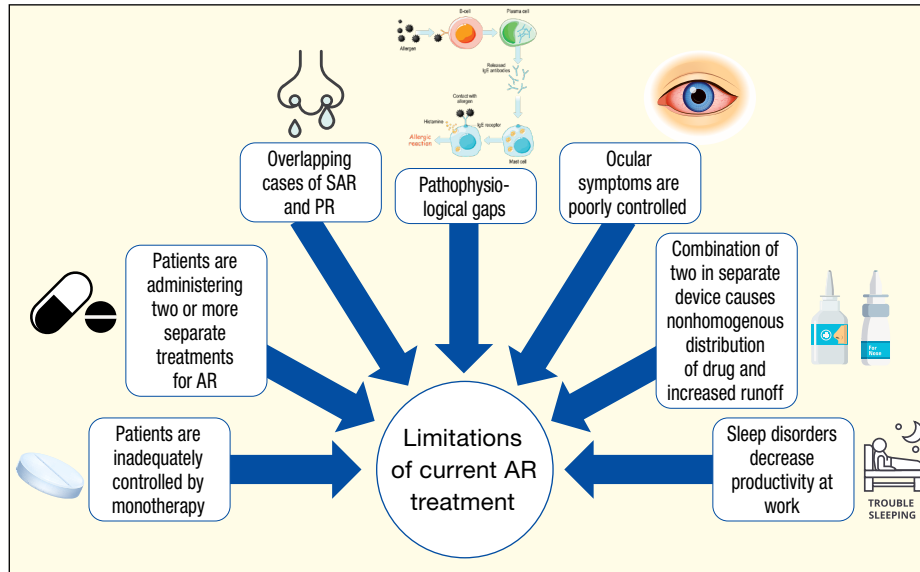 Allergen
B-cell
Plasma cell
Released
IgE antibodies
Contact with
allergen
Histamine
IgE receptor
Allergic
reaction
Mast cell
Overlapping
cases of SAR
and PR
Pathophysio-
logical gaps
Ocular
symptoms are
poorly controlled
Patients are
administering
two or more
separate
treatments
for AR
Combination of
two in separate
device causes
nonhomogenous
distribution
of drug and
increased runoff
For
Nose
Patients are
inadequately
controlled by
monotherapy
Limitations
of current AR
treatment
Sleep disorders
decrease
productivity at
work
TROUBLE
SLEEPING